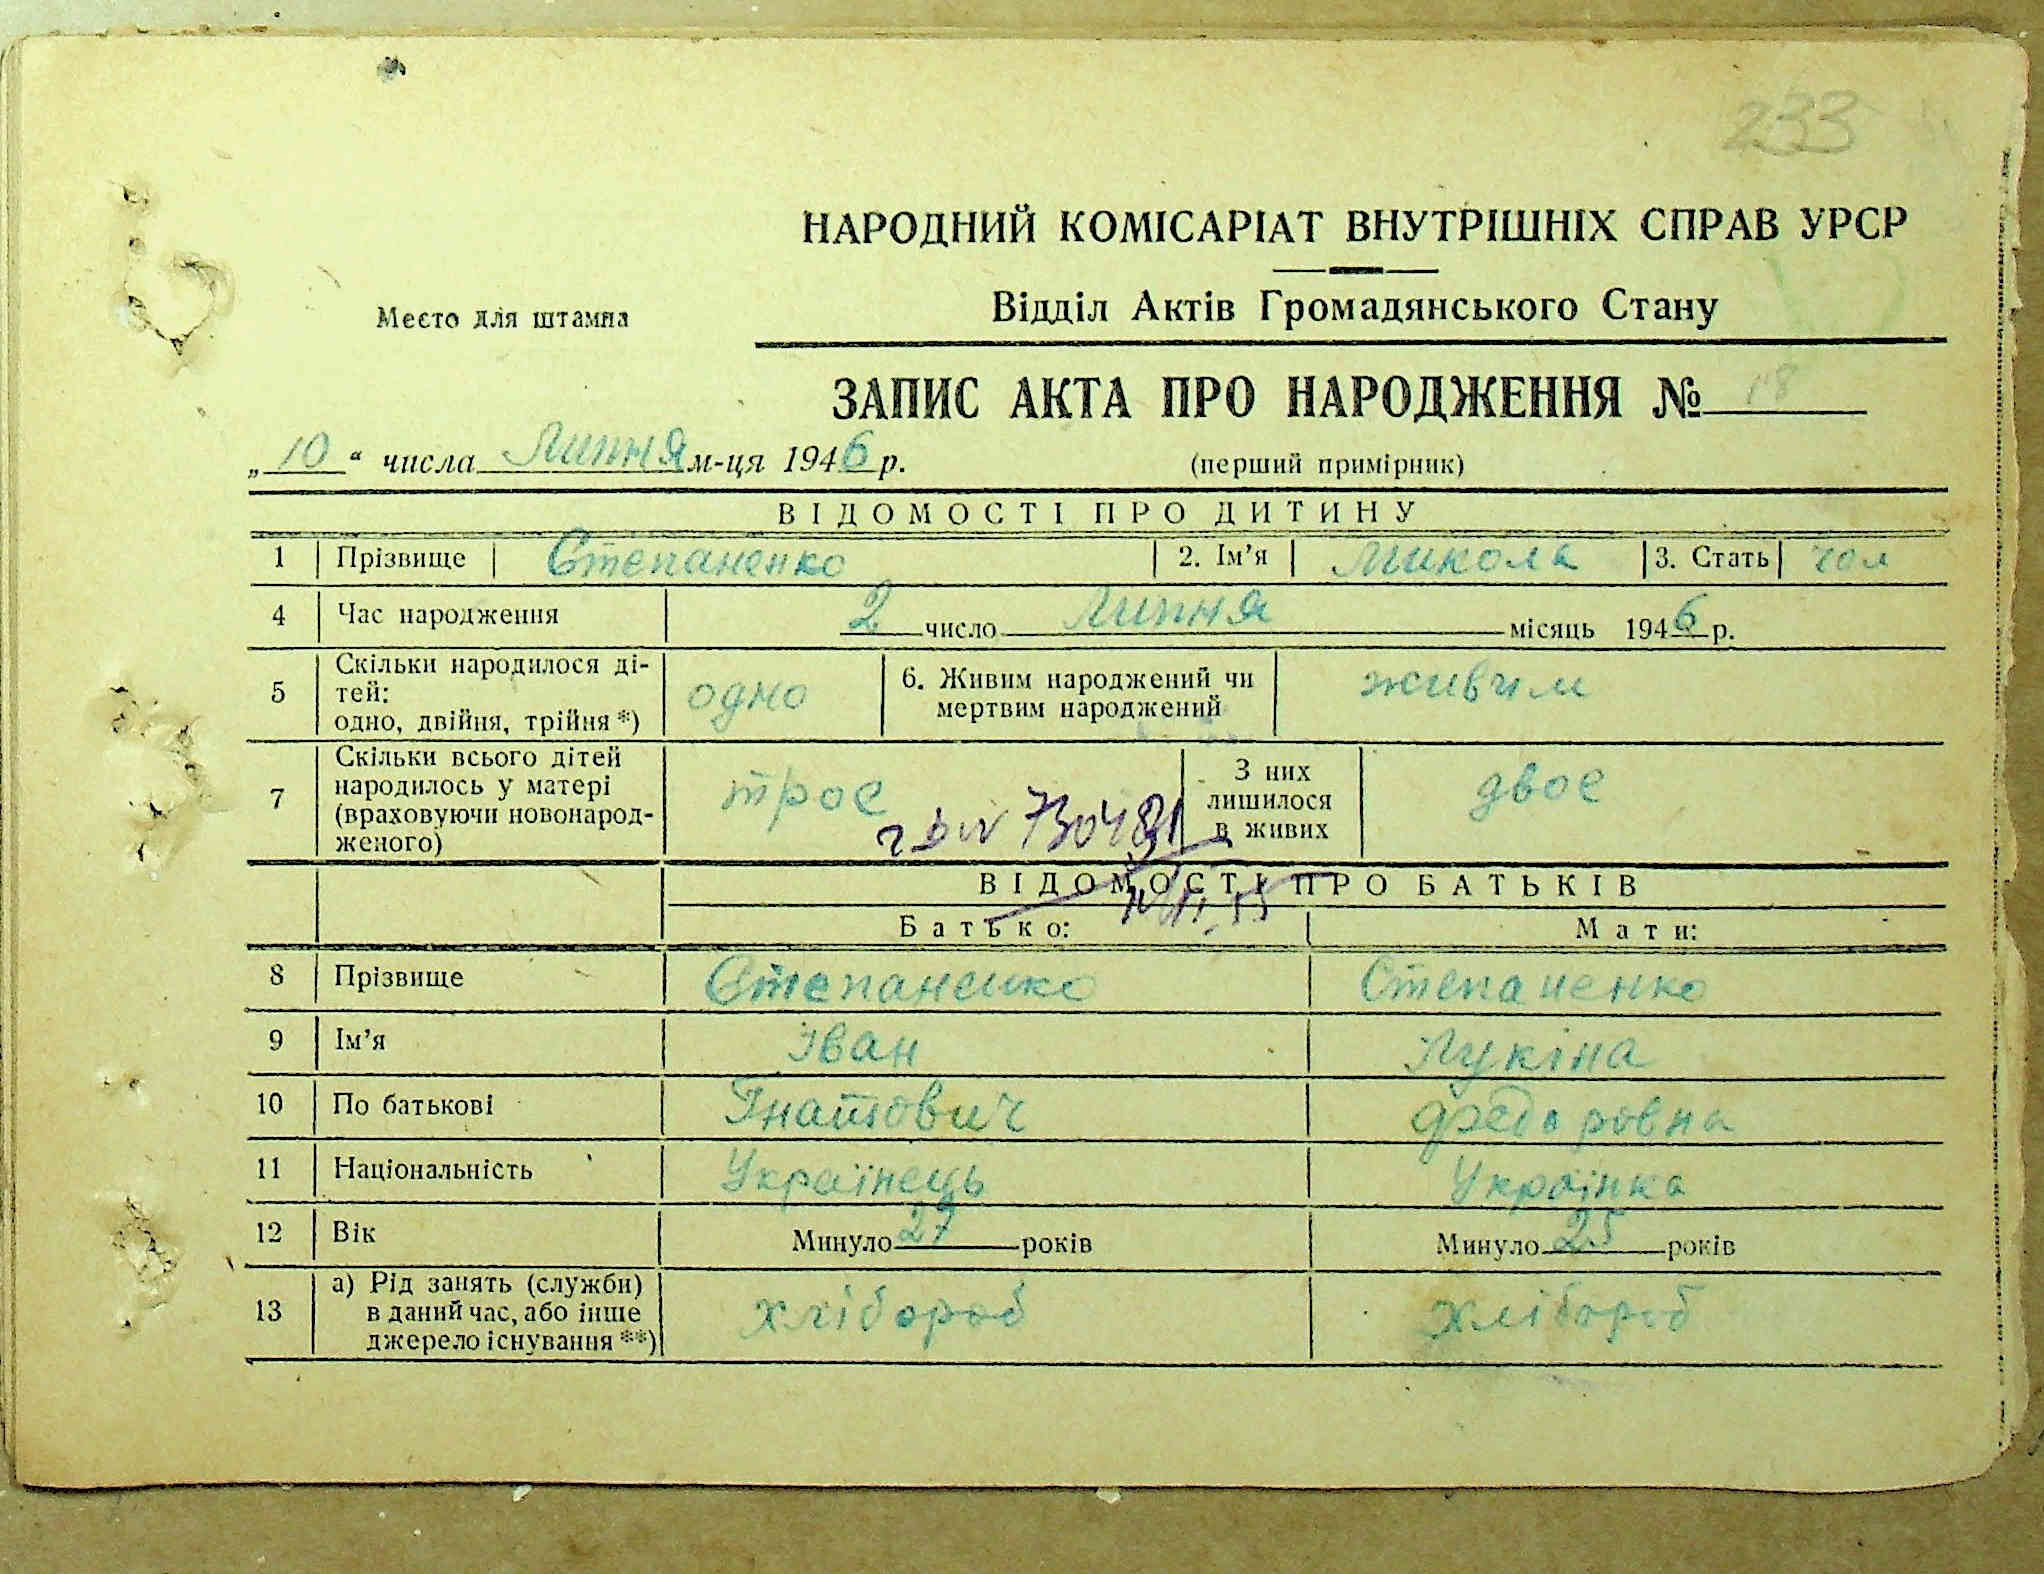 233
НАРОДНИЙ КОМІСАРІАТ ВНУТРІШНІХ СПРАВ УРСР
Место для штампа
Відділ Актів Громадянського Стану
ЗАПИС АКТА ПРО НАРОДЖЕННЯ № 18
„10“ числа Липня м-ця 1946 р. (перший примірник)
ВІДОМОСТІ ПРО ДИТИНУ
1 Прізвище Степаненко 2. Ім’я Микола 3. Стать чол
4 Час народження 2 число Липня місяць 1946 р.
5 Скільки народилося ді-
тей:
одно, двійня, трійня *) одно 6. Живим народжений чи
мертвим народжений живим
7 Скільки всього дітей
народилось у матері
(враховуючи новонарод-
женого) троє З них
лишилося
в живих двоє
ВІДОМОСТІ ПРО БАТЬКІВ
Батько: Мати:
8 Прізвище Степаненко Степаненко
9 Ім’я Іван Лукіна
10 По батькові Гнатович Федоровна
11 Національність Українець Українка
12 Вік Минуло 27 років Минуло 25 років
13 а) Рід занять (служби)
в даний час, або інше
джерело існування **) хлібороб хлібороб